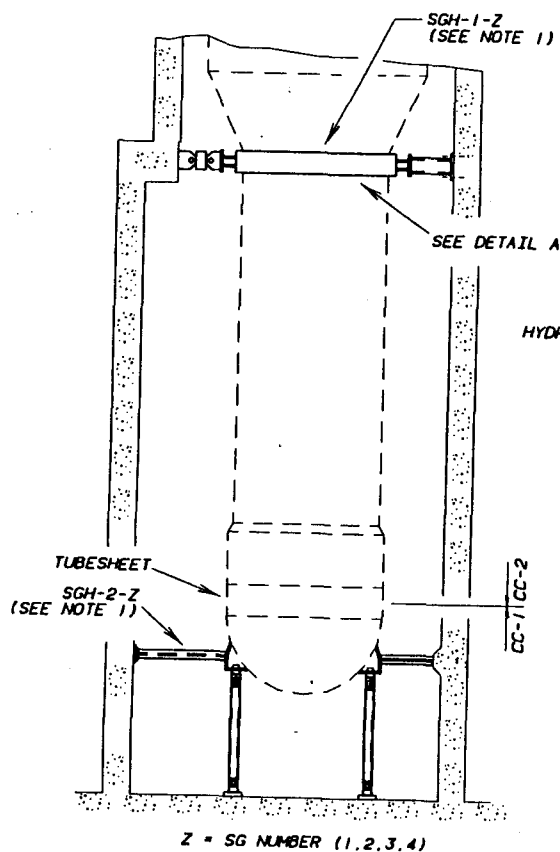 SGH-1-Z
(SEE NOTE 1)
SEE DETAIL A
HYDR
TUBESHEET
SGH-2-Z
(SEE NOTE 1)
CC-1
CC-2
Z = SG NUMBER (1,2,3,4)